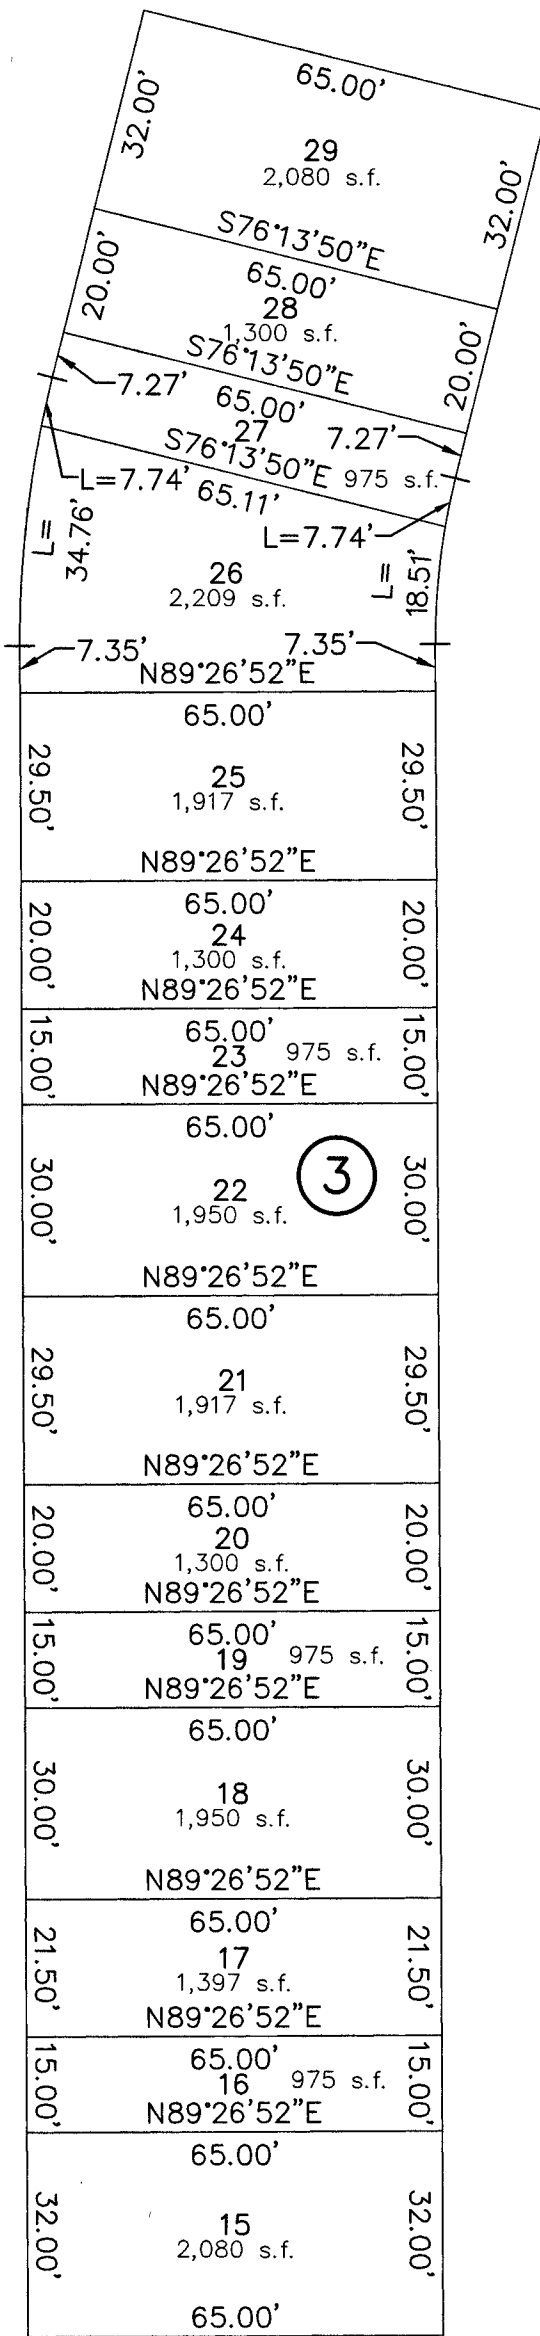 65.00'
32.00'
29
2,080 s.f.
32.00'
S76°13'50"E
20.00'
65.00'
28
1,300 s.f.
20.00'
S76°13'50"E
7.27'
65.00'
27
7.27'
S76°13'50"E
975 s.f.
L=7.74'
65.11'
L=7.74'
L=
34.76'
L=
18.51'
26
2,209 s.f.
7.35'
7.35'
N89°26'52"E
65.00'
29.50'
25
1,917 s.f.
29.50'
N89°26'52"E
65.00'
20.00'
24
1,300 s.f.
20.00'
N89°26'52"E
65.00'
15.00'
23
975 s.f.
15.00'
N89°26'52"E
65.00'
3
30.00'
22
1,950 s.f.
30.00'
N89°26'52"E
65.00'
29.50'
21
1,917 s.f.
29.50'
N89°26'52"E
65.00'
20.00'
20
1,300 s.f.
20.00'
N89°26'52"E
65.00'
15.00'
19
975 s.f.
15.00'
N89°26'52"E
65.00'
30.00'
18
1,950 s.f.
30.00'
N89°26'52"E
65.00'
21.50'
17
1,397 s.f.
21.50'
N89°26'52"E
65.00'
15.00'
16
975 s.f.
15.00'
N89°26'52"E
65.00'
32.00'
15
2,080 s.f.
32.00'
65.00'